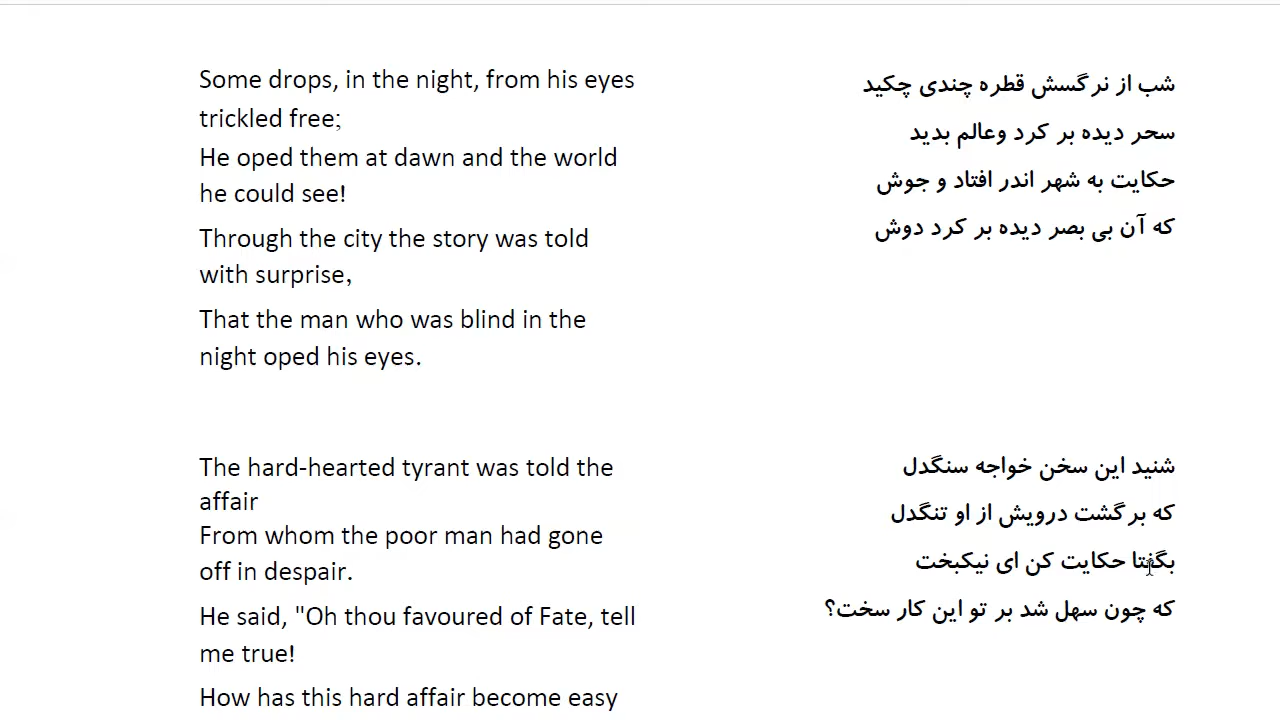 Some drops, in the night, from his eyes
trickled free;
He oped them at dawn and the world
he could see!
Through the city the story was told
with surprise,
That the man who was blind in the
night oped his eyes.
شب از نرگسش قطره چندی چکید
سحر دیده بر کرد وعالم بدید
حکایت به شهر اندر افتاد و جوش
که آن بی بصر دیده بر کرد دوش
The hard-hearted tyrant was told the
affair
From whom the poor man had gone
off in despair.
He said, "Oh thou favoured of Fate, tell
me true!
How has this hard affair become easy
شنید این سخن خواجه سنگدل
که برگشت درویش از او تنگدل
بگفتا حکایت کن ای نیکبخت
که چون سهل شد بر تو این کار سخت؟